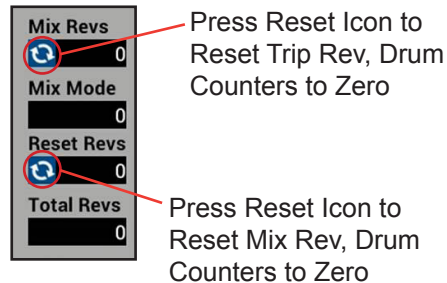 Mix Revs
0
Mix Mode
0
Reset Revs
0
Total Revs
0
Press Reset Icon to
Reset Trip Rev, Drum
Counters to Zero
Press Reset Icon to
Reset Mix Rev, Drum
Counters to Zero